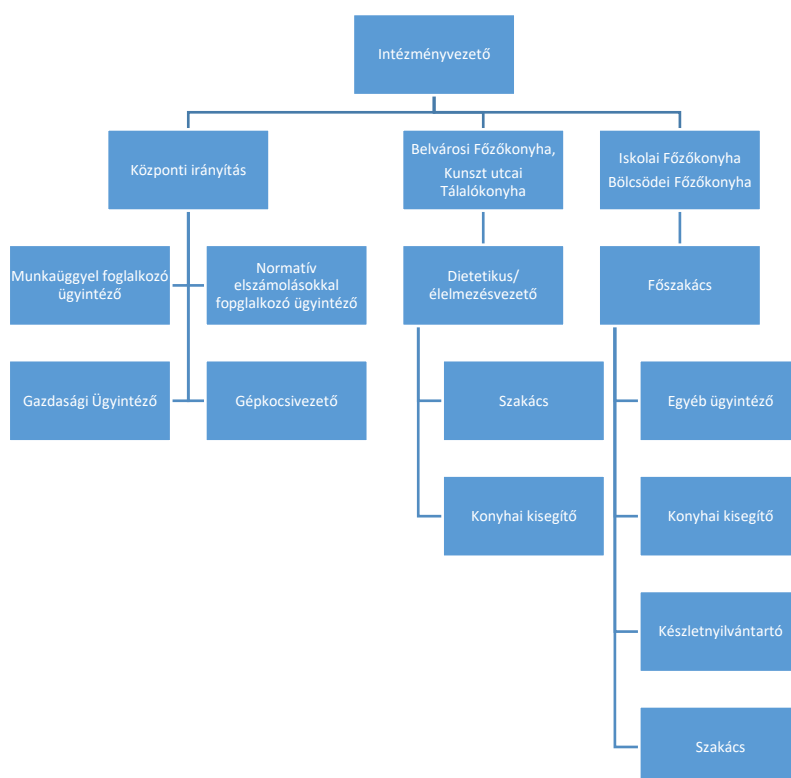 Intézményvezető
Központi irányítás
Belvárosi Főzőkonyha,
Kunszt utcai
Tálalókonyha
Iskolai Főzőkonyha
Bölcsödei Főzőkonyha
Munkaüggyel foglalkozó
ügyintéző
Normatív
elszámolásokkal
fopglalkozó ügyintéző
Dietetikus/
élelmezésvezető
Főszakács
Gazdasági Ügyintéző
Gépkocsivezető
Szakács
Egyéb ügyintéző
Konyhai kisegítő
Konyhai kisegítő
Készletnyilvántartó
Szakács